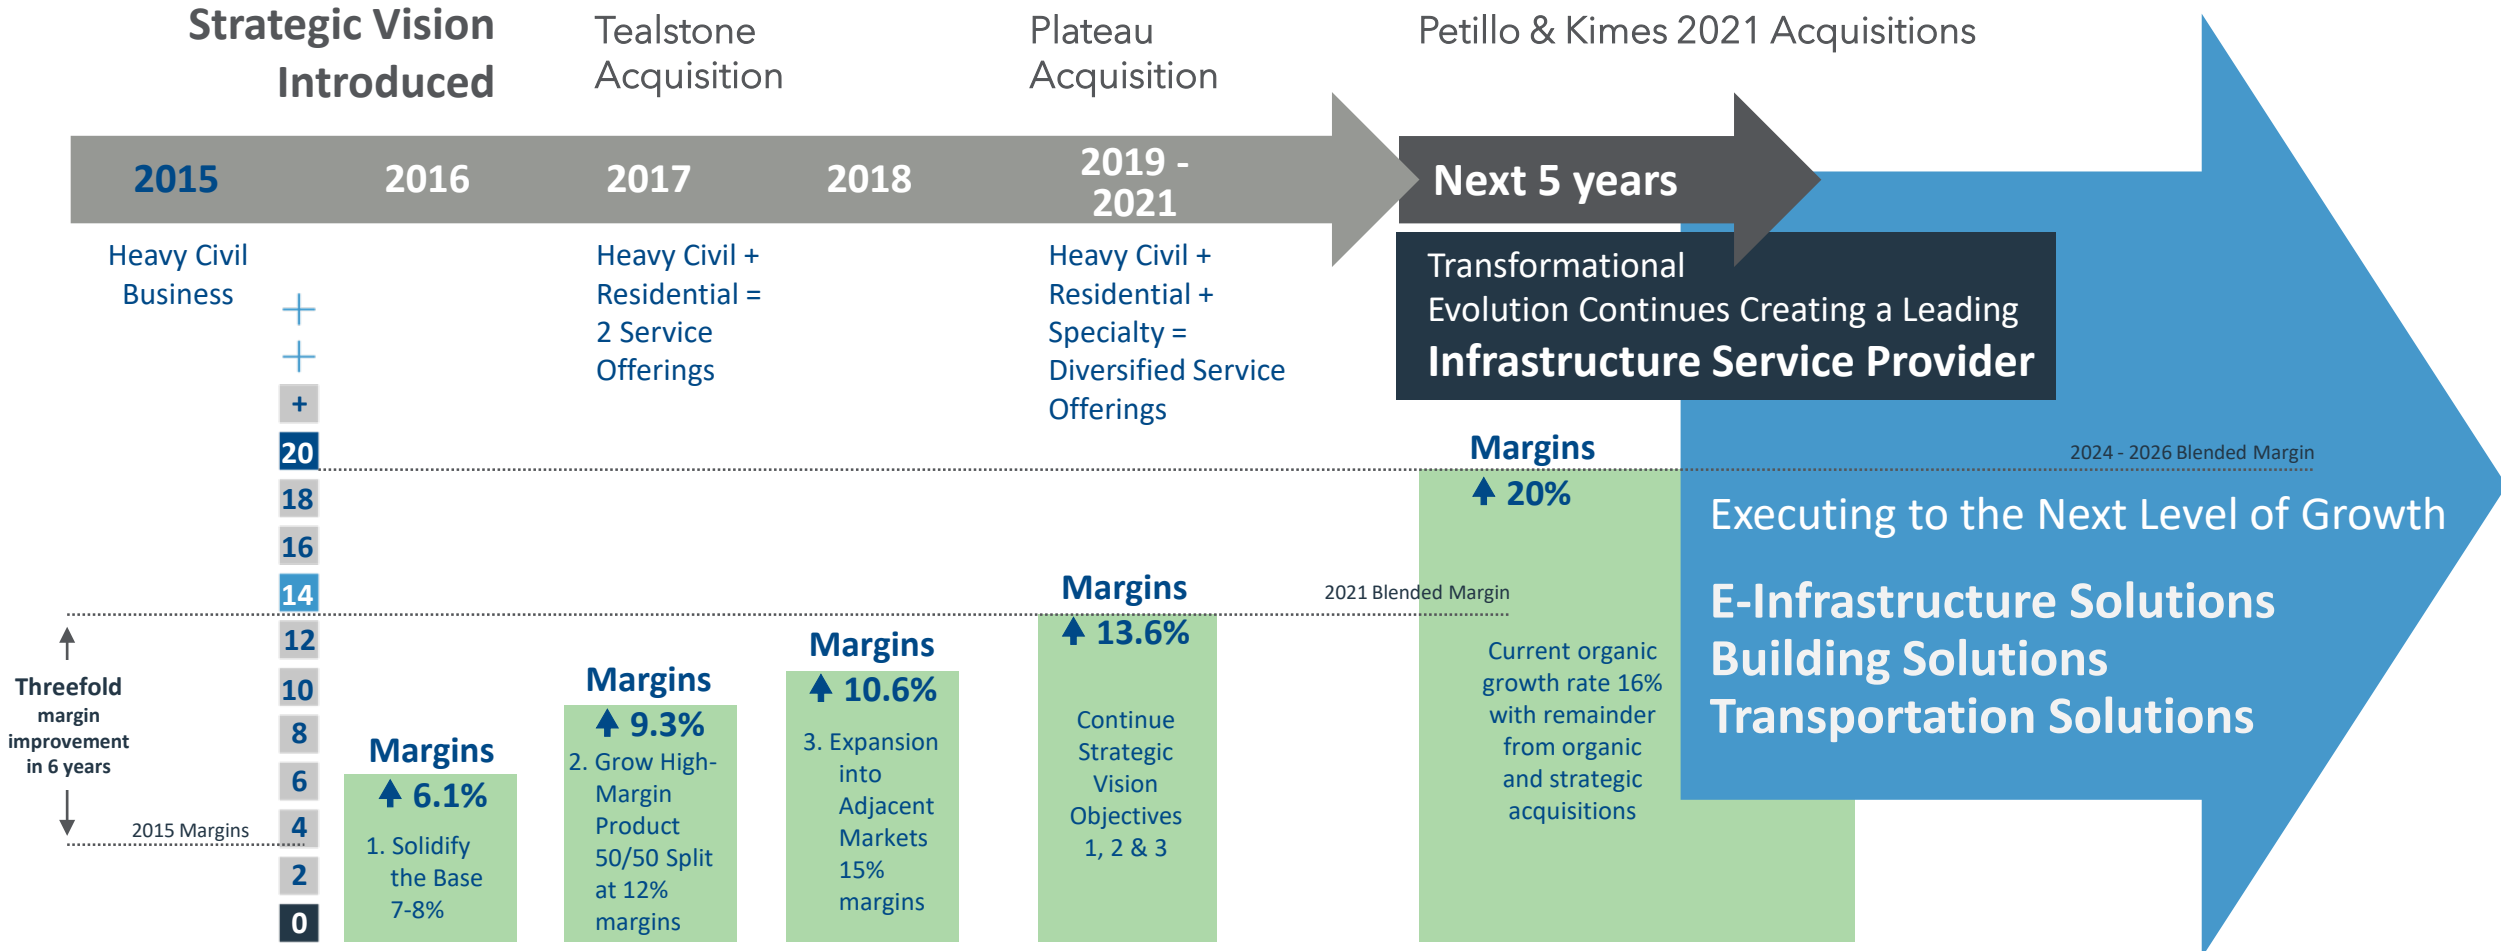 Strategic Vision
Introduced
Tealstone
Acquisition
Plateau
Acquisition
Petillo & Kimes 2021 Acquisitions
2015
2016
2017
2018
2019 -
2021
Next 5 years
Heavy Civil
Business
Heavy Civil +
Residential =
2 Service
Offerings
Heavy Civil +
Residential +
Specialty =
Diversified Service
Offerings
Transformational
Evolution Continues Creating a Leading
Infrastructure Service Provider
+
+
+
20
18
16
14
12
10
8
6
4
2
0
Threefold
margin
improvement
in 6 years
2015 Margins
Margins
6.1%
1. Solidify
the Base
7-8%
Margins
9.3%
2. Grow High-
Margin
Product
50/50 Split
at 12%
margins
Margins
10.6%
3. Expansion
into
Adjacent
Markets
15%
margins
Margins
13.6%
Continue
Strategic
Vision
Objectives
1, 2 & 3
2021 Blended Margin
Margins
20%
Current organic
growth rate 16%
with remainder
from organic
and strategic
acquisitions
2024 - 2026 Blended Margin
Executing to the Next Level of Growth
E-Infrastructure Solutions
Building Solutions
Transportation Solutions